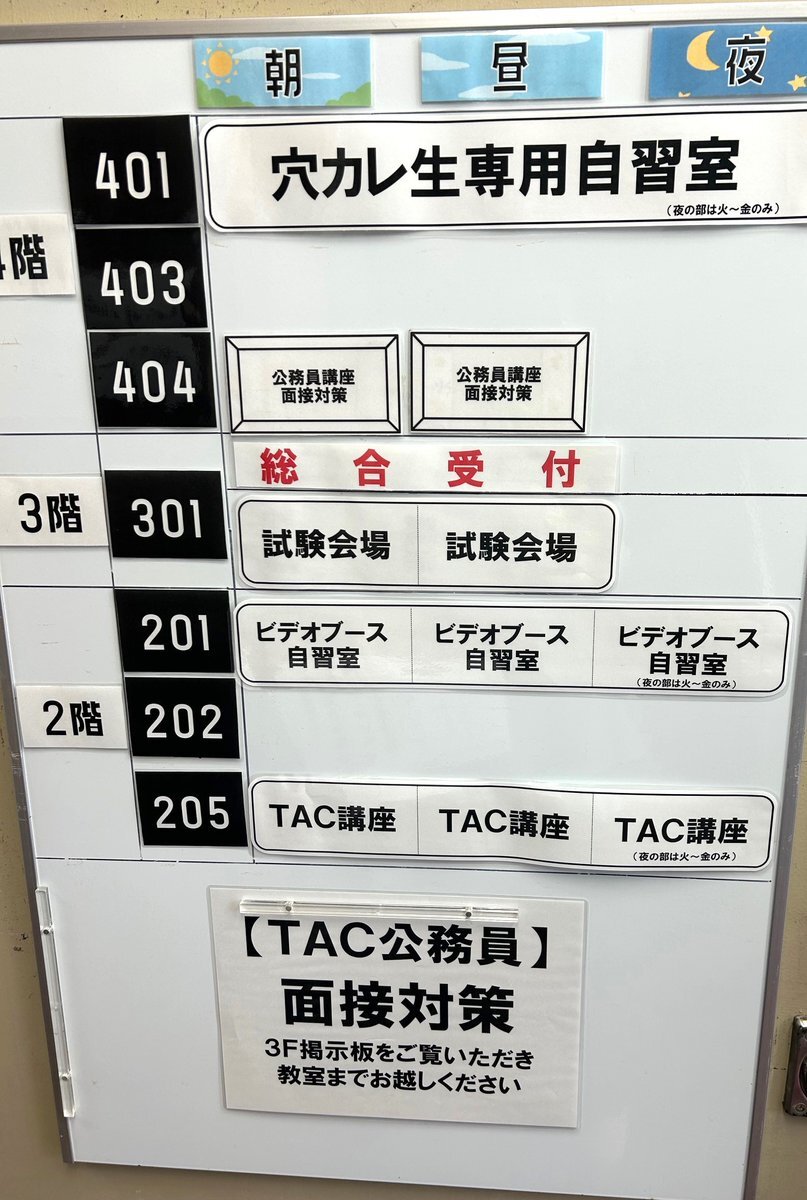 朝 昼 夜
401 穴カレ生専用自習室
(夜の部は火～金のみ)
4階
403
404
公務員講座 公務員講座
面接対策 面接対策
総合受付
3階 301 試験会場 試験会場
201
ビデオブース ビデオブース ビデオブース
自習室 自習室 自習室
(夜の部は火～金のみ)
2階 202
205 TAC講座 TAC講座 TAC講座
(夜の部は火～金のみ)
【TAC公務員】
面接対策
3F掲示板をご覧いただき
教室までお越しください